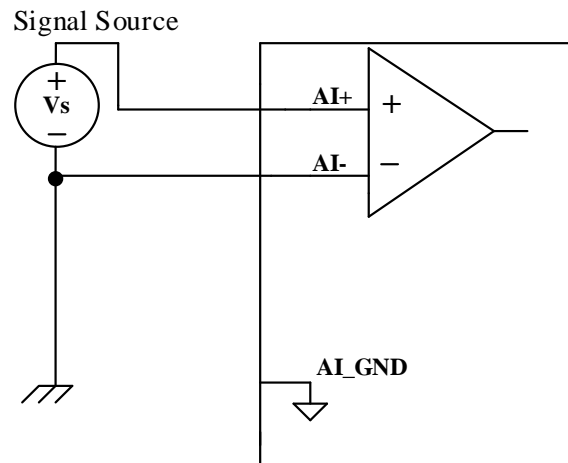 Signal Source
+
Vs
−
AI+
+
AI-
−
AI_GND